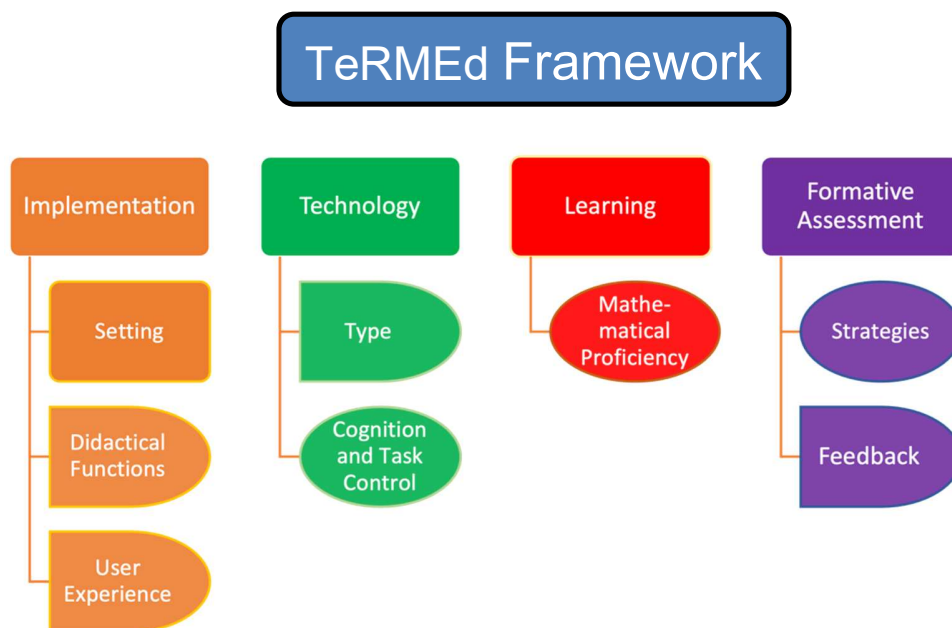 TeRMEd Framework
Implementation
Setting
Didactical
Functions
User
Experience
Technology
Type
Cognition
and Task
Control
Learning
Mathe-
matical
Proficiency
Formative
Assessment
Strategies
Feedback